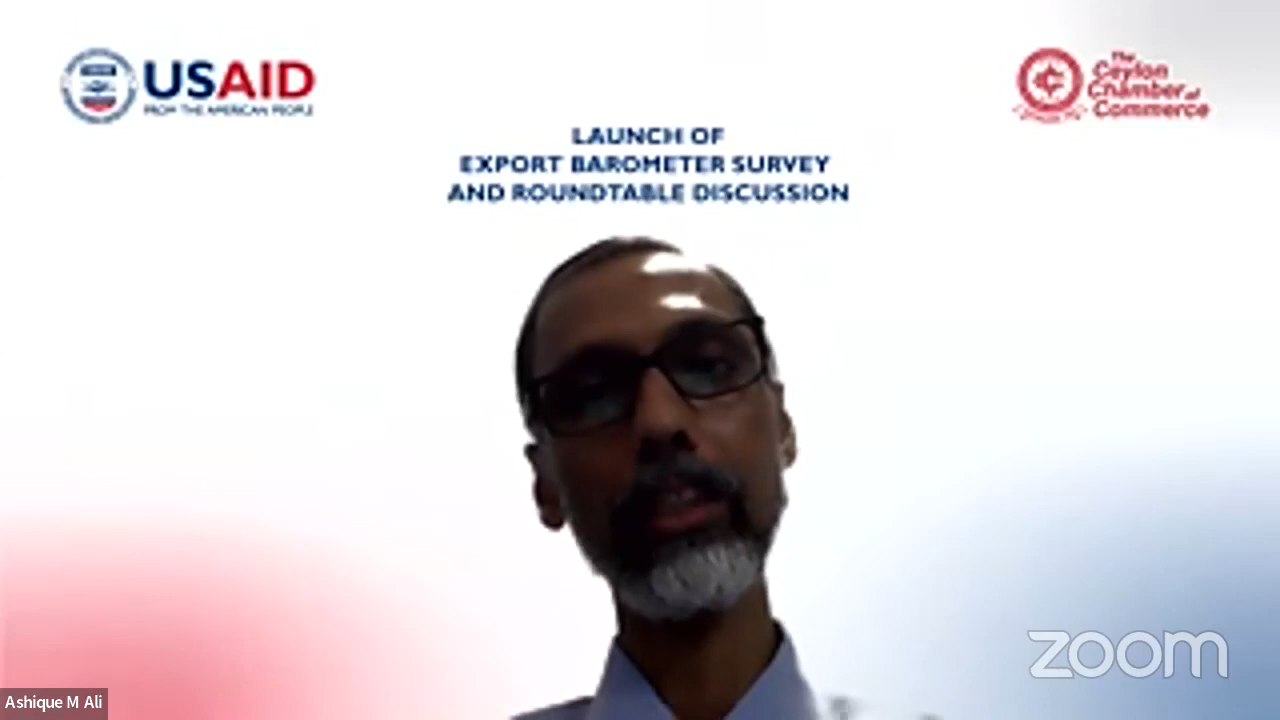 USAID
FROM THE AMERICAN PEOPLE
The
Ceylon
Chamber of
Commerce
LAUNCH OF
EXPORT BAROMETER SURVEY
AND ROUNDTABLE DISCUSSION
zoom
Ashique M Ali